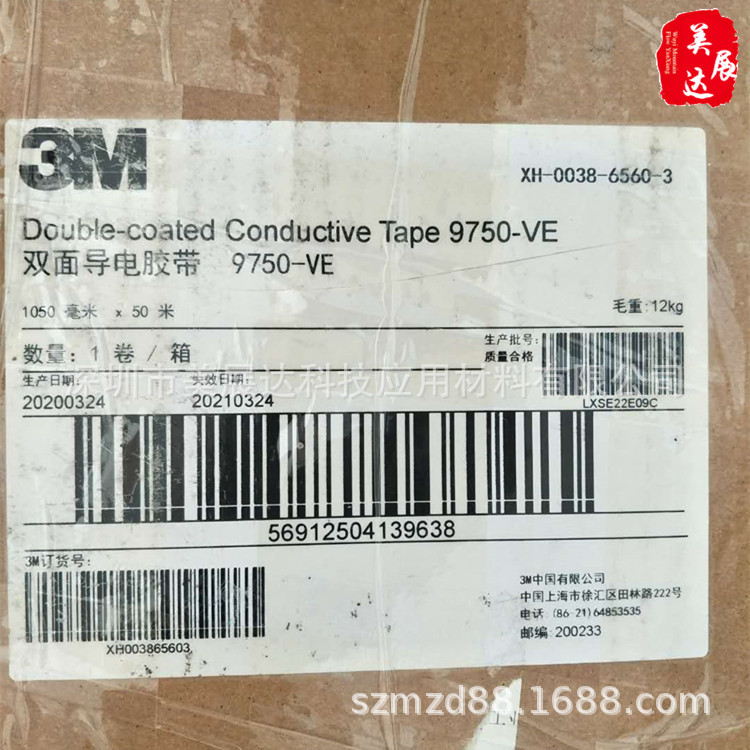 美展达
Wuyi Mountain
Flow YanXiang
3M
XH-0038-6560-3
Double-coated Conductive Tape 9750-VE
双面导电胶带 9750-VE
1050 毫米 x 50 米
毛重:12kg
数量: 1 卷 / 箱
生产批号:
质量合格
LXSE22E09C
生产日期: 失效日期:
20200324 20210324
深圳市美展达科技应用材料有限公司
56912504139638
3M订货号:
XH003865603
3M中国有限公司
中国上海市徐汇区田林路222号
电话: (86-21)64853535
邮编: 200233
szmzd88.1688.com